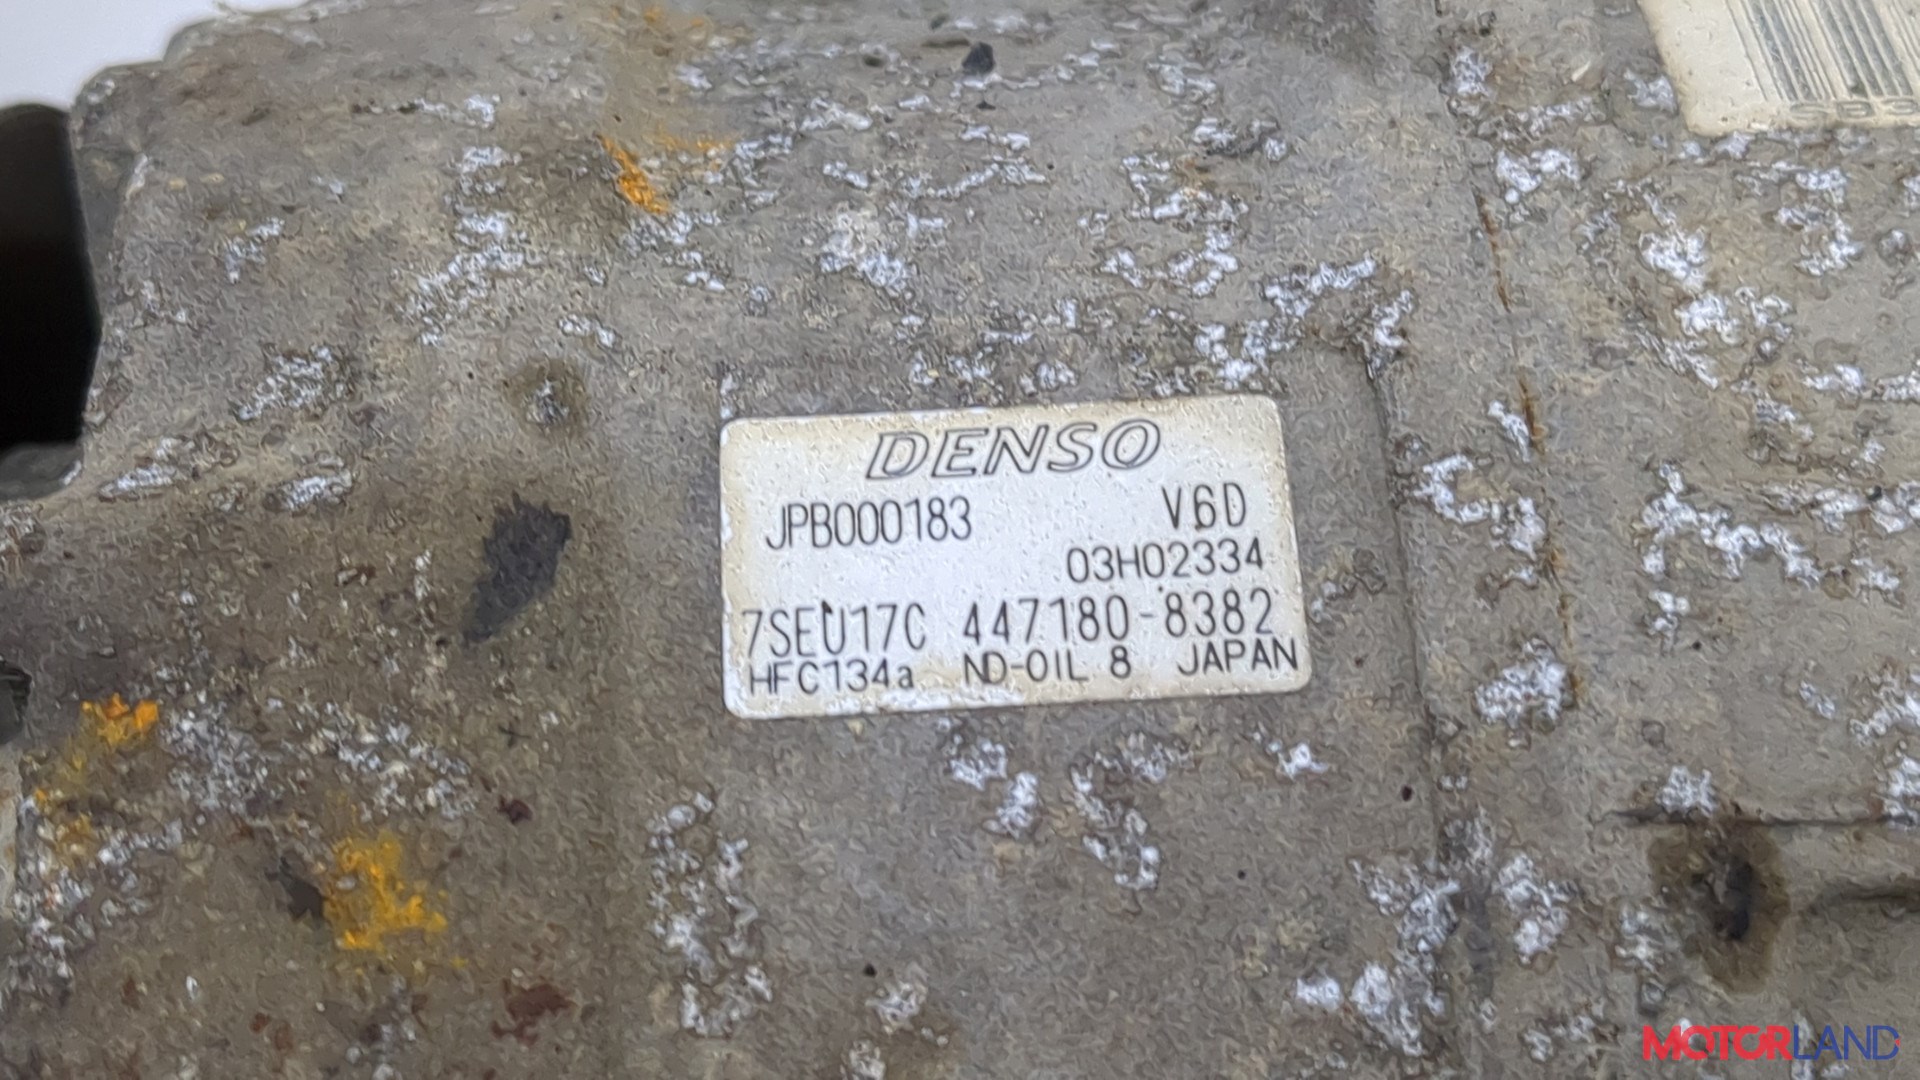 DENSO
JPB000183 V6D
03H02334
7SEU17C 447180-8382
HFC134a ND-OIL 8 JAPAN
MOTORLAND